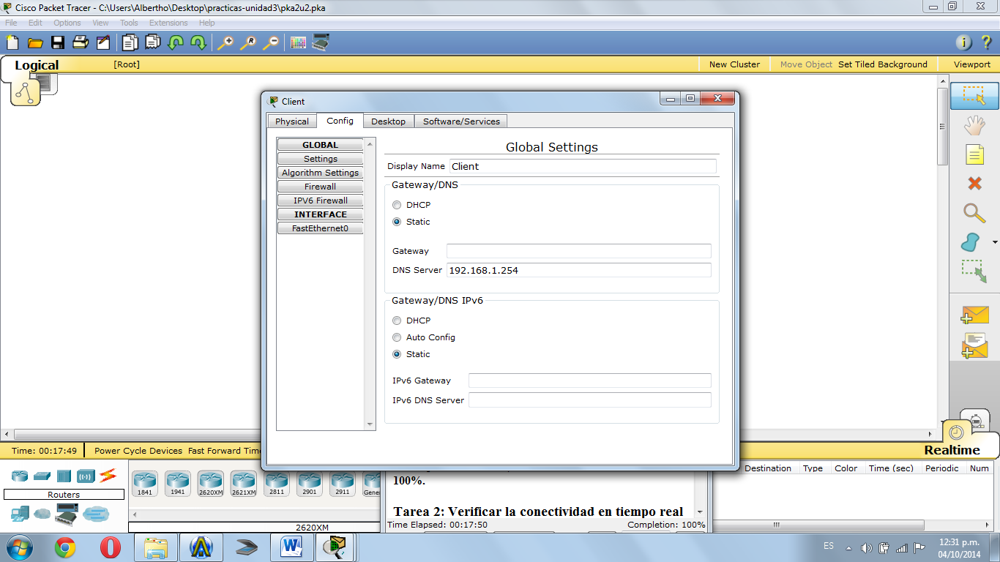 Cisco Packet Tracer - C:\Users\Albertho\Desktop\practicas-unidad3\pka2u2.pka
File Edit Options View Tools Extensions Help
Logical [Root] New Cluster Move Object Set Tiled Background Viewport
Client
Physical Config Desktop Software/Services
GLOBAL
Settings
Algorithm Settings
Firewall
IPV6 Firewall
INTERFACE
FastEthernet0
Global Settings
Display Name Client
Gateway/DNS
DHCP
Static
Gateway
DNS Server 192.168.1.254
Gateway/DNS IPv6
DHCP
Auto Config
Static
IPv6 Gateway
IPv6 DNS Server
Time: 00:17:49 Power Cycle Devices Fast Forward Time
Realtime
Routers
1841 1941 2620XM 2621XM 2811 2901 2911 Gene
2620XM
100%.
Tarea 2: Verificar la conectividad en tiempo real
Time Elapsed: 00:17:50 Completion: 100%
Destination Type Color Time (sec) Periodic Num
ES
12:31 p.m.
04/10/2014